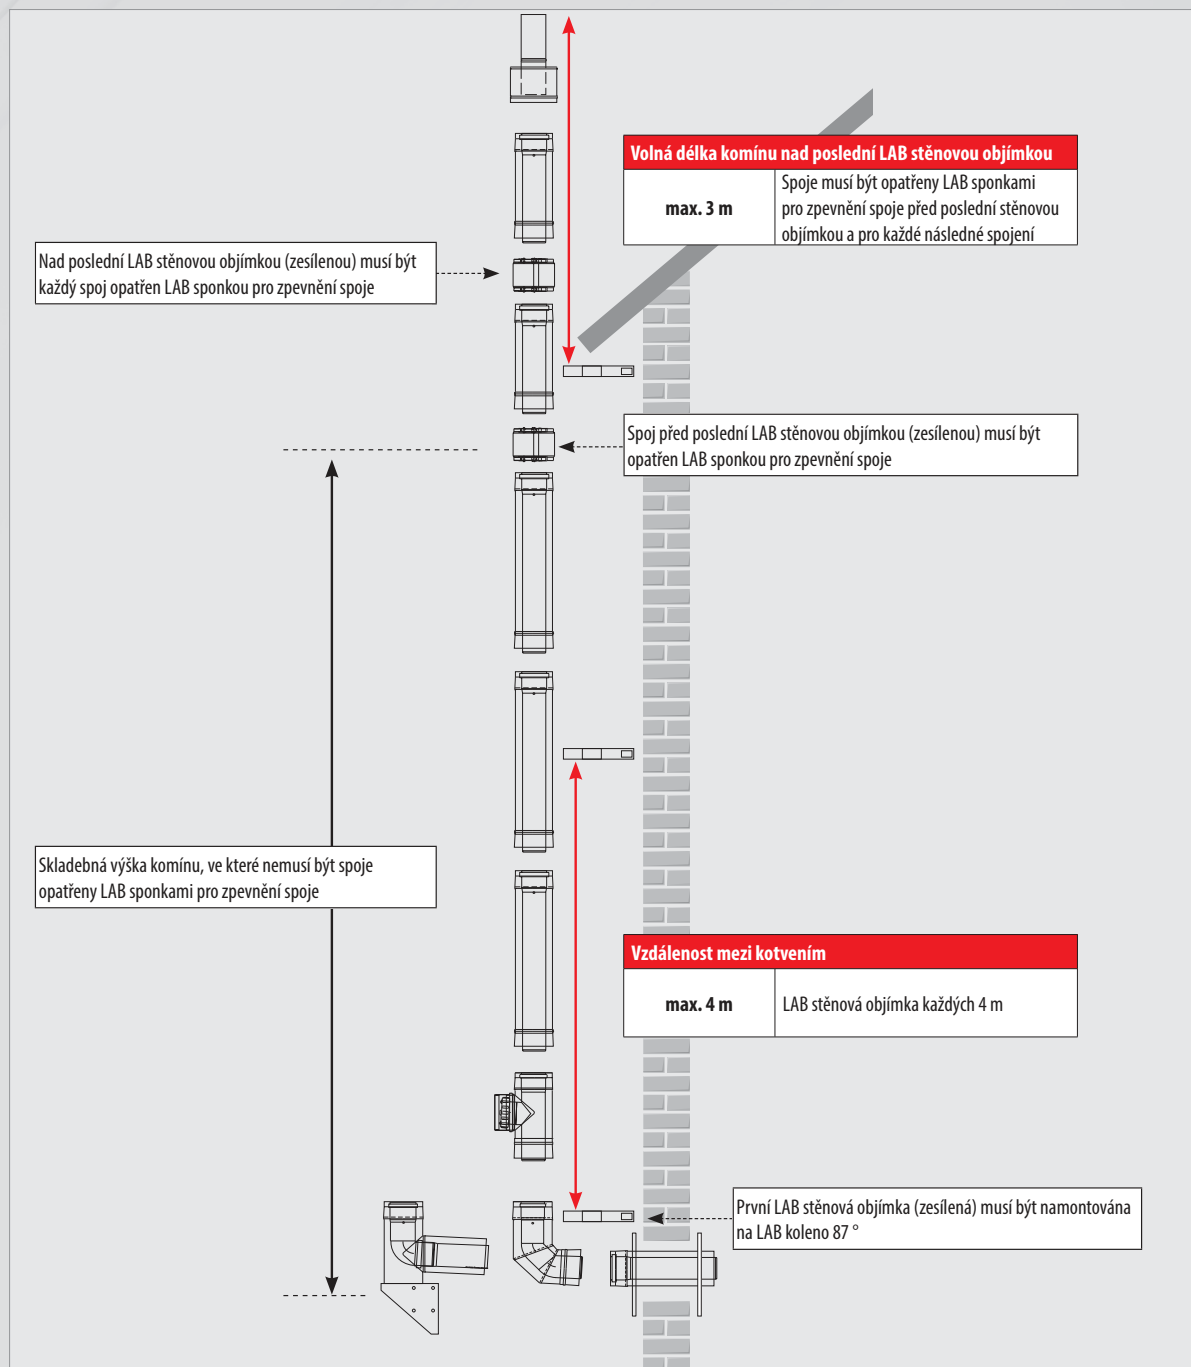 Volná délka komínu nad poslední LAB stěnovou objímkou
max. 3 m
Spoje musí být opatřeny LAB sponkami
pro zpevnění spoje před poslední stěnovou
objímkou a pro každé následné spojení
Nad poslední LAB stěnovou objímkou (zesílenou) musí být
každý spoj opatřen LAB sponkou pro zpevnění spoje
Spoj před poslední LAB stěnovou objímkou (zesílenou) musí být
opatřen LAB sponkou pro zpevnění spoje
Skladebná výška komínu, ve které nemusí být spoje
opatřeny LAB sponkami pro zpevnění spoje
Vzdálenost mezi kotvením
max. 4 m
LAB stěnová objímka každých 4 m
První LAB stěnová objímka (zesílená) musí být namontována
na LAB koleno 87 °